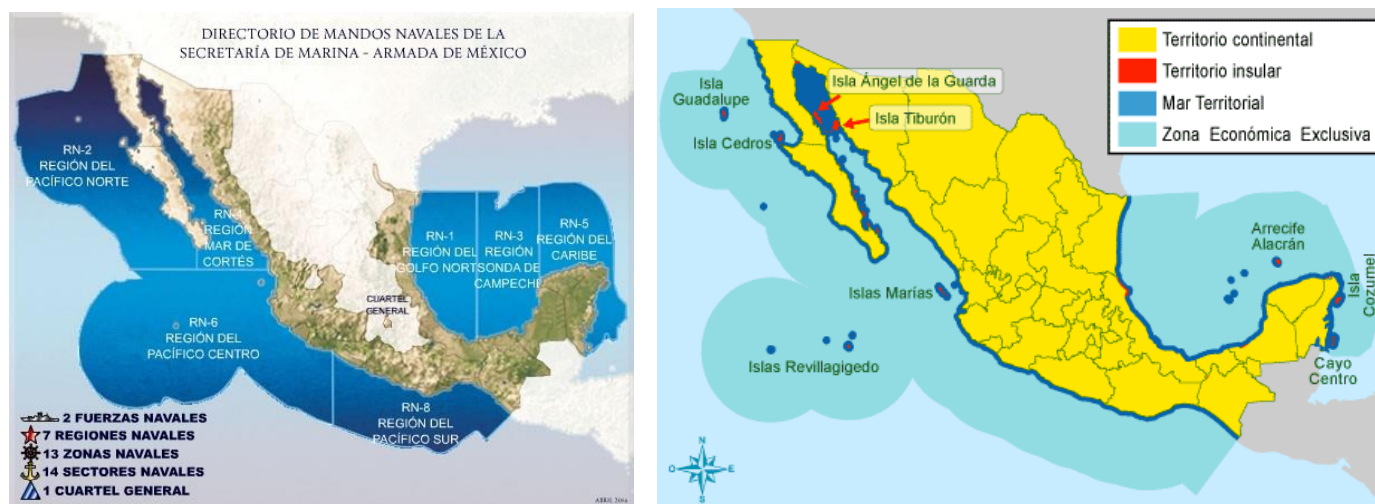 DIRECTORIO DE MANDOS NAVALES DE LA
SECRETARÍA DE MARINA - ARMADA DE MÉXICO
RN-2
REGIÓN DEL
PACÍFICO NORTE
RN-4
REGIÓN
MAR DE
CORTÉS
RN-1
REGIÓN DEL
GOLFO NORTE
RN-3
REGIÓN
SONDA DE
CAMPECHE
RN-5
REGIÓN DEL
CARIBE
CUARTEL
GENERAL
RN-6
REGIÓN DEL
PACÍFICO CENTRO
RN-8
REGIÓN DEL
PACÍFICO SUR
2 FUERZAS NAVALES
7 REGIONES NAVALES
13 ZONAS NAVALES
14 SECTORES NAVALES
1 CUARTEL GENERAL
Territorio continental
Territorio insular
Mar Territorial
Zona Económica Exclusiva
Isla Ángel de la Guarda
Isla
Guadalupe
Isla Tiburón
Isla Cedros
Arrecife
Alacrán
Isla
Cozumel
Islas Marías
Islas Revillagigedo
Cayo
Centro
N
O
E
S